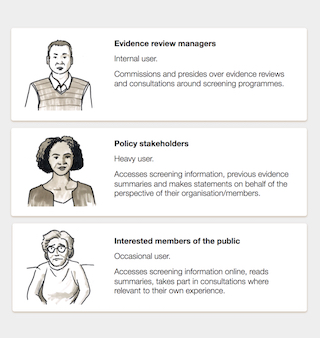 Evidence review managers
Internal user.
Commissions and presides over evidence reviews
and consultations around screening programmes.
Policy stakeholders
Heavy user.
Accesses screening information, previous evidence
summaries and makes statements on behalf of the
perspective of their organisation/members.
Interested members of the public
Occasional user.
Accesses screening information online, reads
summaries, takes part in consultations where
relevant to their own experience.